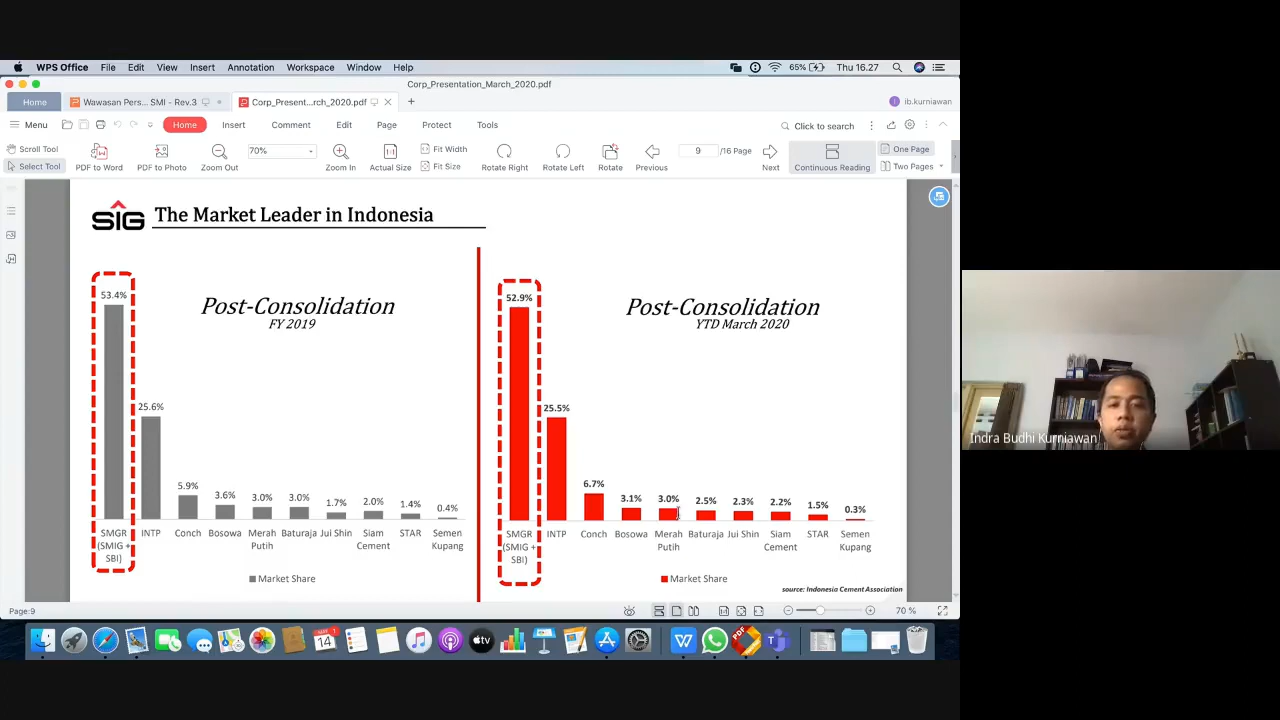 WPS Office File Edit View Insert Annotation Workspace Window Help 65% Thu 16.27
Corp_Presentation_March_2020.pdf
Home Wawasan Pers... SMI - Rev.3 Corp_Present...rch_2020.pdf ib.kurniawan
Menu Home Insert Comment Edit Page Protect Tools Click to search
Scroll Tool
Select Tool
PDF to Word PDF to Photo Zoom Out 70% Zoom In Actual Size
Fit Width
Fit Size
Rotate Right Rotate Left Rotate Previous 9 /16 Page Next Continuous Reading
One Page
Two Pages
SIG The Market Leader in Indonesia
Post-Consolidation
FY 2019
53.4% 25.6% 5.9% 3.6% 3.0% 3.0% 1.7% 2.0% 1.4% 0.4%
SMGR (SMIG + SBI) INTP Conch Bosowa Merah Putih Baturaja Jui Shin Siam Cement STAR Semen Kupang
Market Share
Post-Consolidation
YTD March 2020
52.9% 25.5% 6.7% 3.1% 3.0% 2.5% 2.3% 2.2% 1.5% 0.3%
SMGR (SMIG + SBI) INTP Conch Bosowa Merah Putih Baturaja Jui Shin Siam Cement STAR Semen Kupang
Market Share
source: Indonesia Cement Association
Page:9 70 %
Indra Budhi Kurniawan